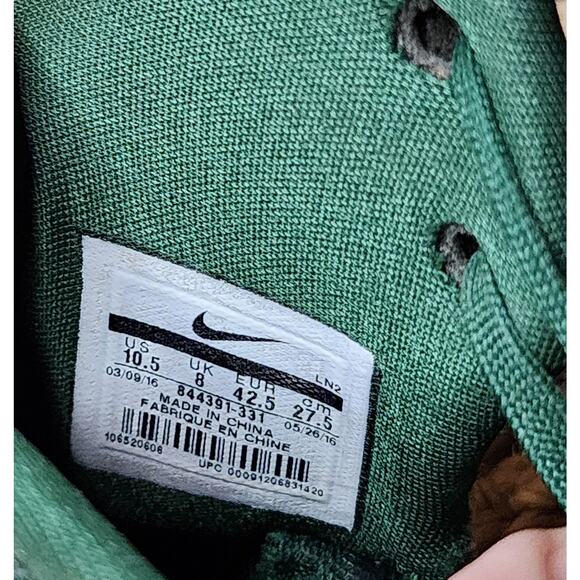 LN2
US UK EUR cm
10.5 8 42.5 27.5
03/09/16 844391-331 05/26/16
MADE IN CHINA
FABRIQUE EN CHINE
106520606
UPC 00091206831420